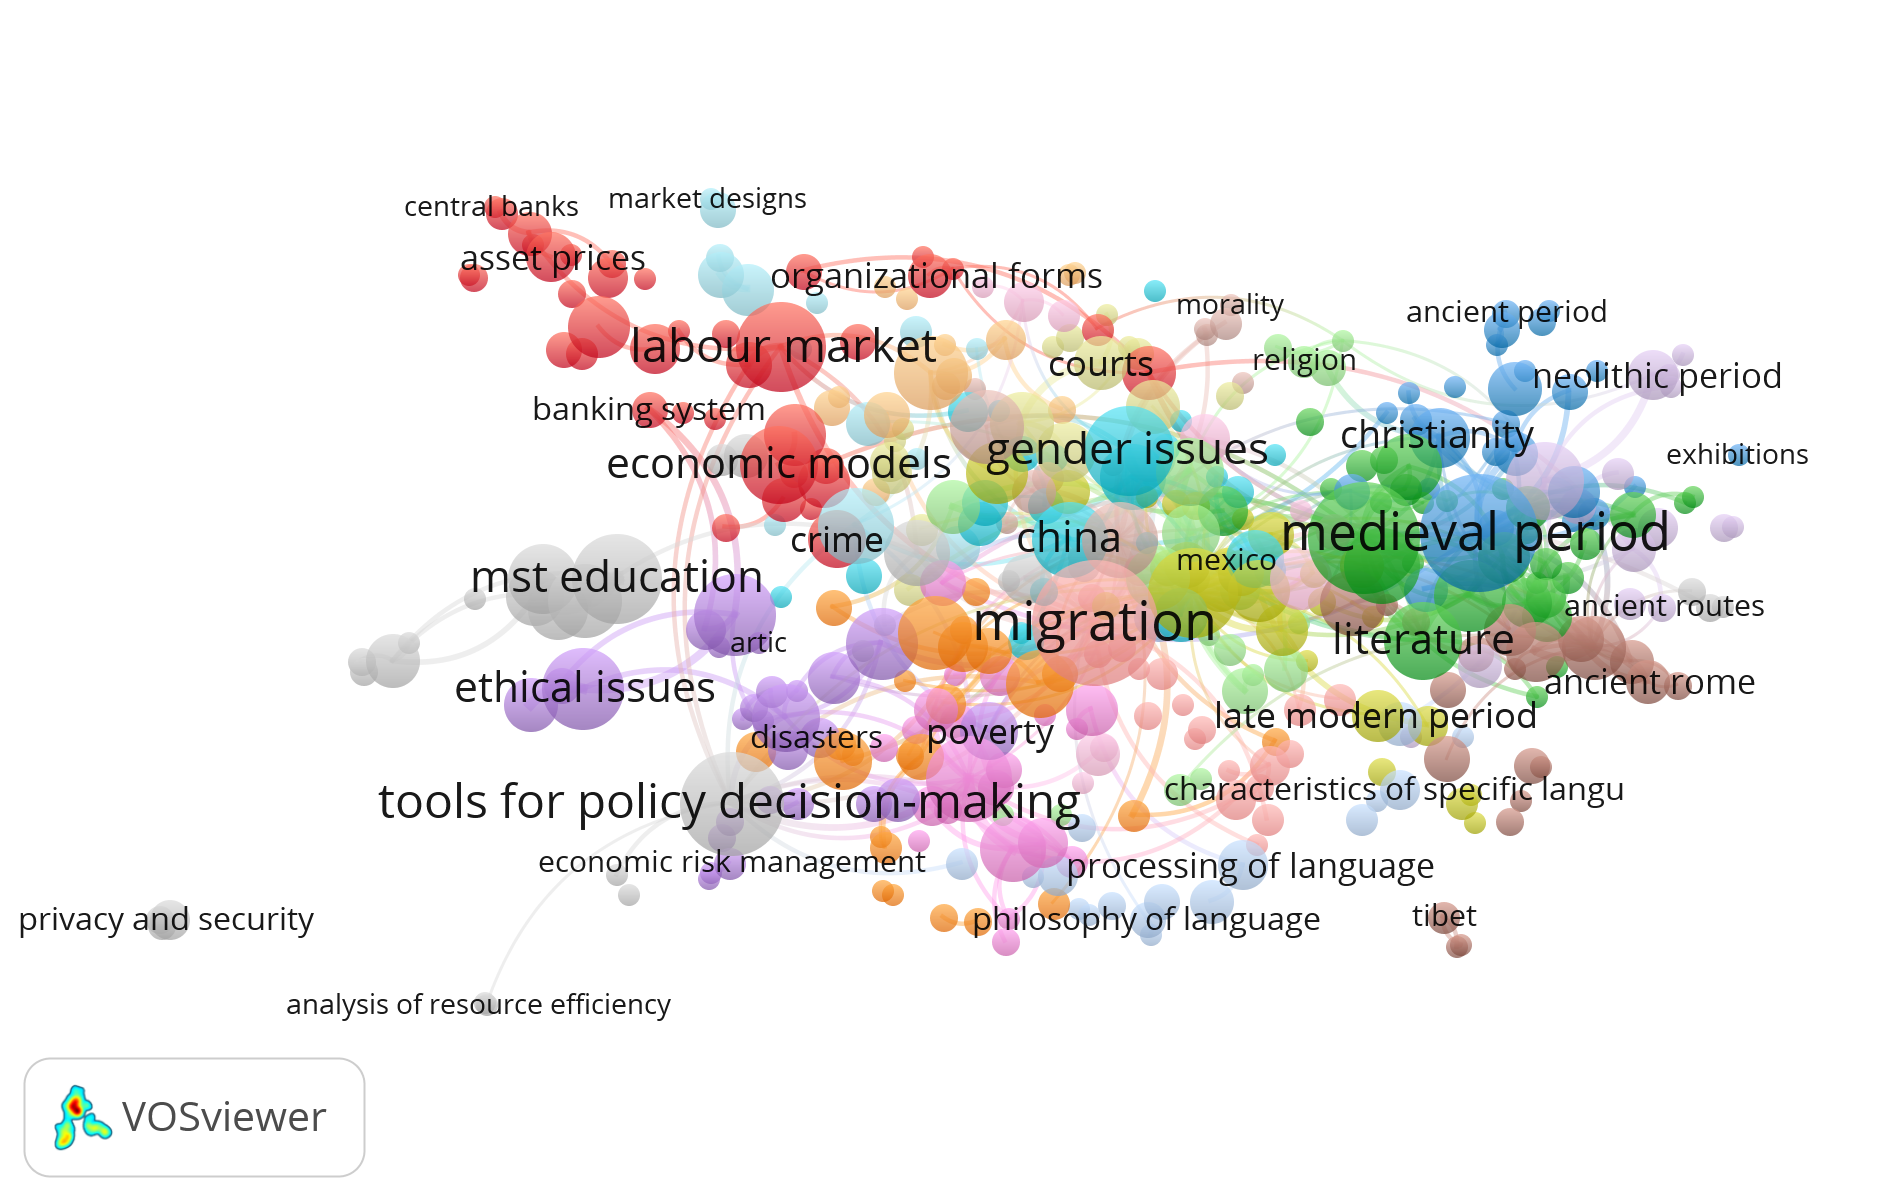 market designs
central banks
asset prices
organizational forms
morality
ancient period
labour market
courts
religion
neolithic period
banking system
christianity
gender issues
exhibitions
economic models
crime
china
medieval period
mexico
mst education
ancient routes
migration
artic
literature
ethical issues
ancient rome
late modern period
disasters
poverty
characteristics of specific langu
tools for policy decision-making
economic risk management
processing of language
privacy and security
philosophy of language
tibet
analysis of resource efficiency
VOSviewer